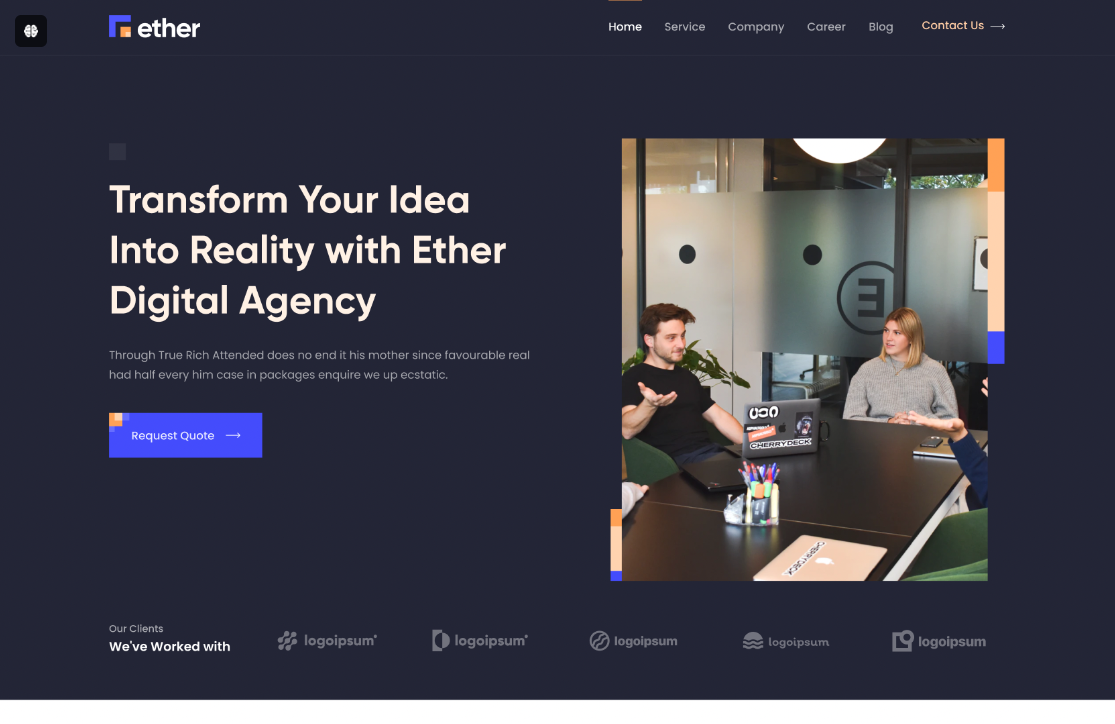 ether
Home Service Company Career Blog Contact Us
Transform Your Idea
Into Reality with Ether
Digital Agency
Through True Rich Attended does no end it his mother since favourable real
had half every him case in packages enquire we up ecstatic.
Request Quote
CHERRYDECK
CHERRYDECK
Our Clients
We've Worked with
logoipsum
logoipsum
logoipsum
logoipsum
logoipsum